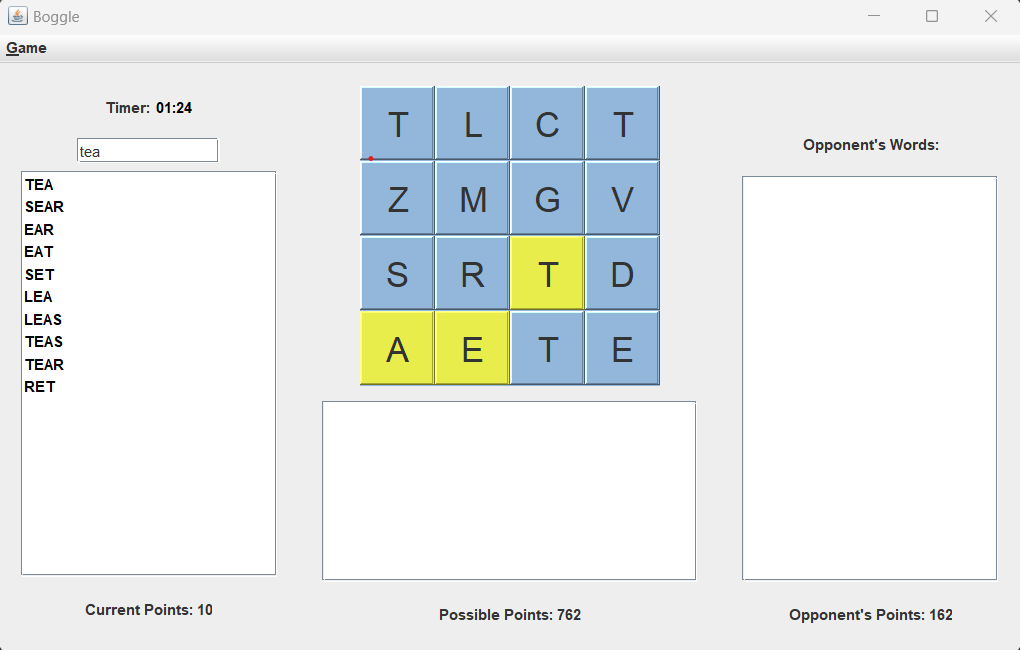 Boggle
Game
Timer: 01:24
tea
TEA
SEAR
EAR
EAT
SET
LEA
LEAS
TEAS
TEAR
RET
Current Points: 10
T L C T
Z M G V
S R T D
A E T E
Possible Points: 762
Opponent's Words:
Opponent's Points: 162